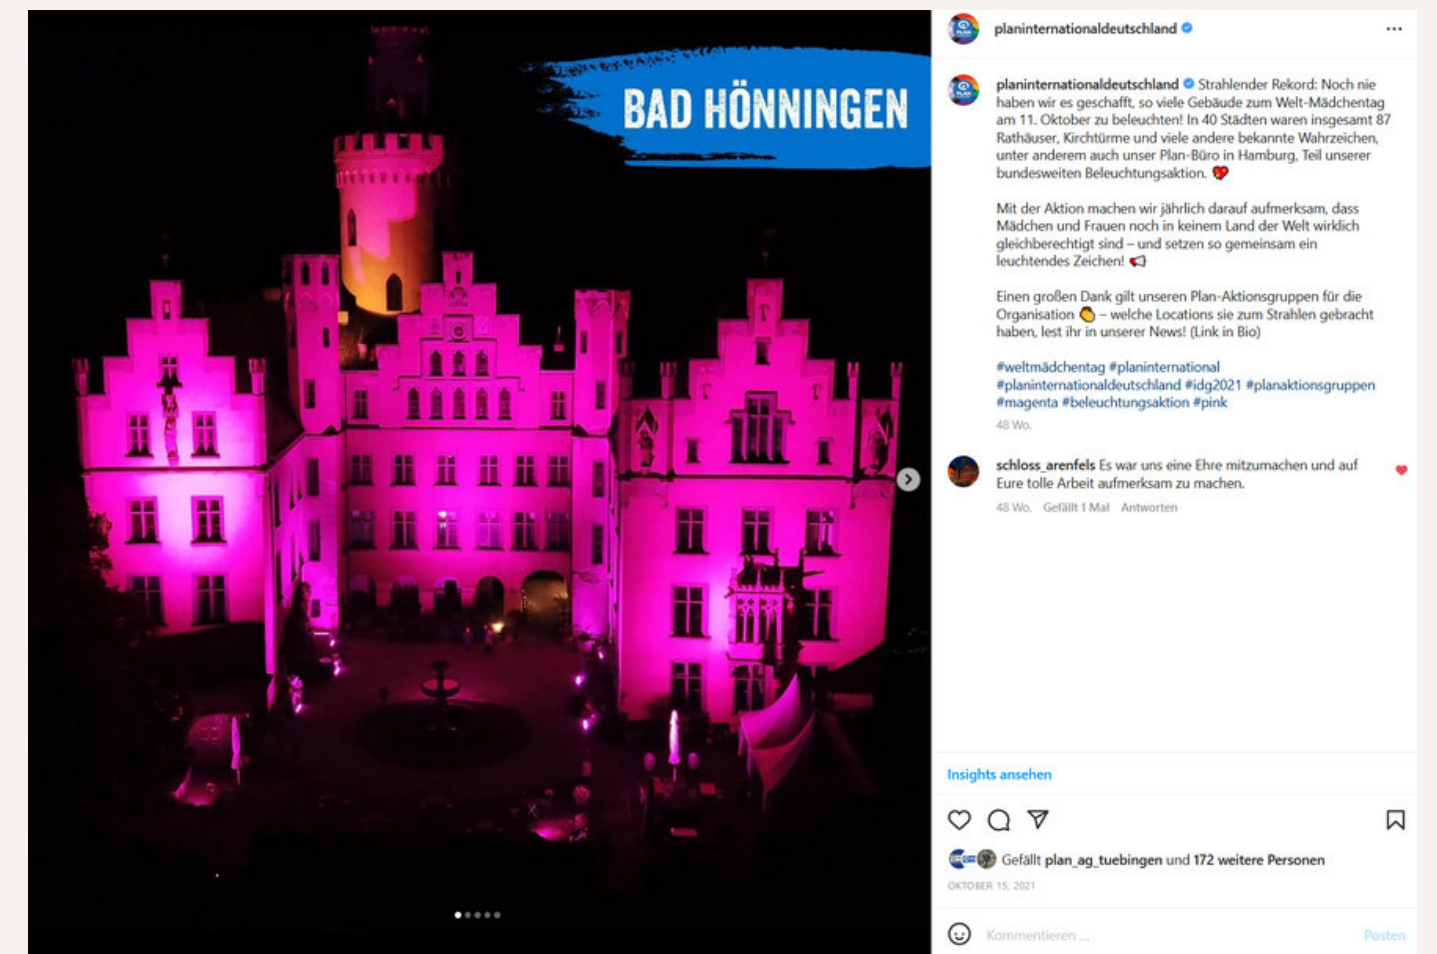 BAD HÖNNINGEN
planinternationaldeutschland
planinternationaldeutschland Strahlender Rekord: Noch nie
haben wir es geschafft, so viele Gebäude zum Welt-Mädchentag
am 11. Oktober zu beleuchten! In 40 Städten waren insgesamt 87
Rathäuser, Kirchtürme und viele andere bekannte Wahrzeichen,
unter anderem auch unser Plan-Büro in Hamburg, Teil unserer
bundesweiten Beleuchtungsaktion. 💖
Mit der Aktion machen wir jährlich darauf aufmerksam, dass
Mädchen und Frauen noch in keinem Land der Welt wirklich
gleichberechtigt sind – und setzen so gemeinsam ein
leuchtendes Zeichen! 📢
Einen großen Dank gilt unseren Plan-Aktionsgruppen für die
Organisation 👏 – welche Locations sie zum Strahlen gebracht
haben, lest ihr in unserer News! (Link in Bio)
#weltmädchentag #planinternational
#planinternationaldeutschland #idg2021 #planaktionsgruppen
#magenta #beleuchtungsaktion #pink
48 Wo.
schloss_arenfels Es war uns eine Ehre mitzumachen und auf
Eure tolle Arbeit aufmerksam zu machen.
48 Wo. Gefällt 1 Mal Antworten
Insights ansehen
Gefällt plan_ag_tuebingen und 172 weitere Personen
OKTOBER 15, 2021
Kommentieren ...
Posten